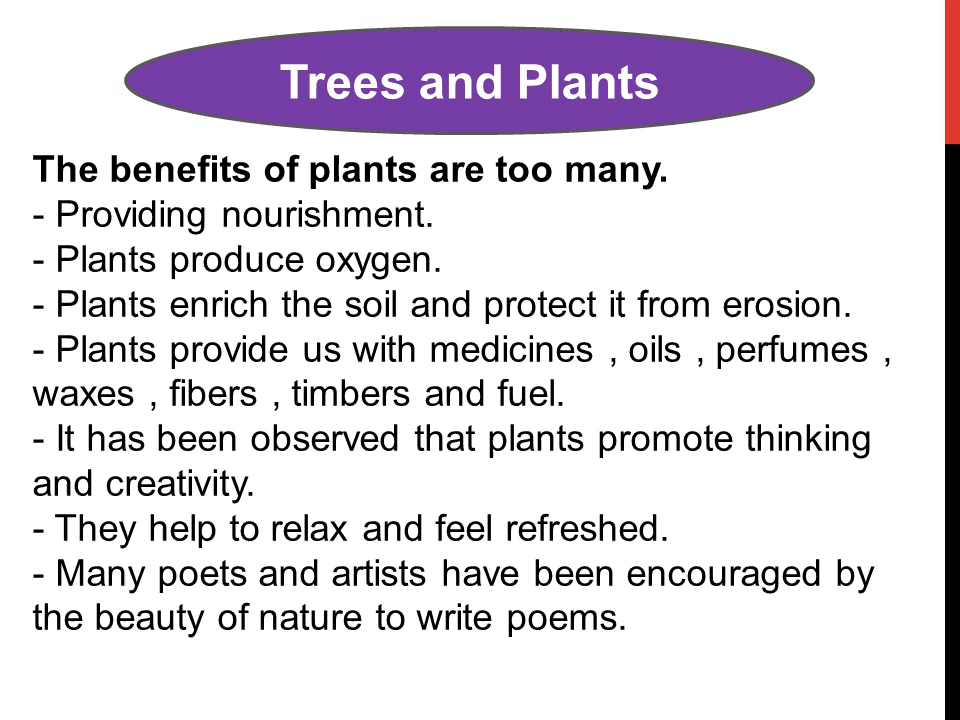 Trees and Plants
The benefits of plants are too many.
- Providing nourishment.
- Plants produce oxygen.
- Plants enrich the soil and protect it from erosion.
- Plants provide us with medicines , oils , perfumes ,
waxes , fibers , timbers and fuel.
- It has been observed that plants promote thinking
and creativity.
- They help to relax and feel refreshed.
- Many poets and artists have been encouraged by
the beauty of nature to write poems.